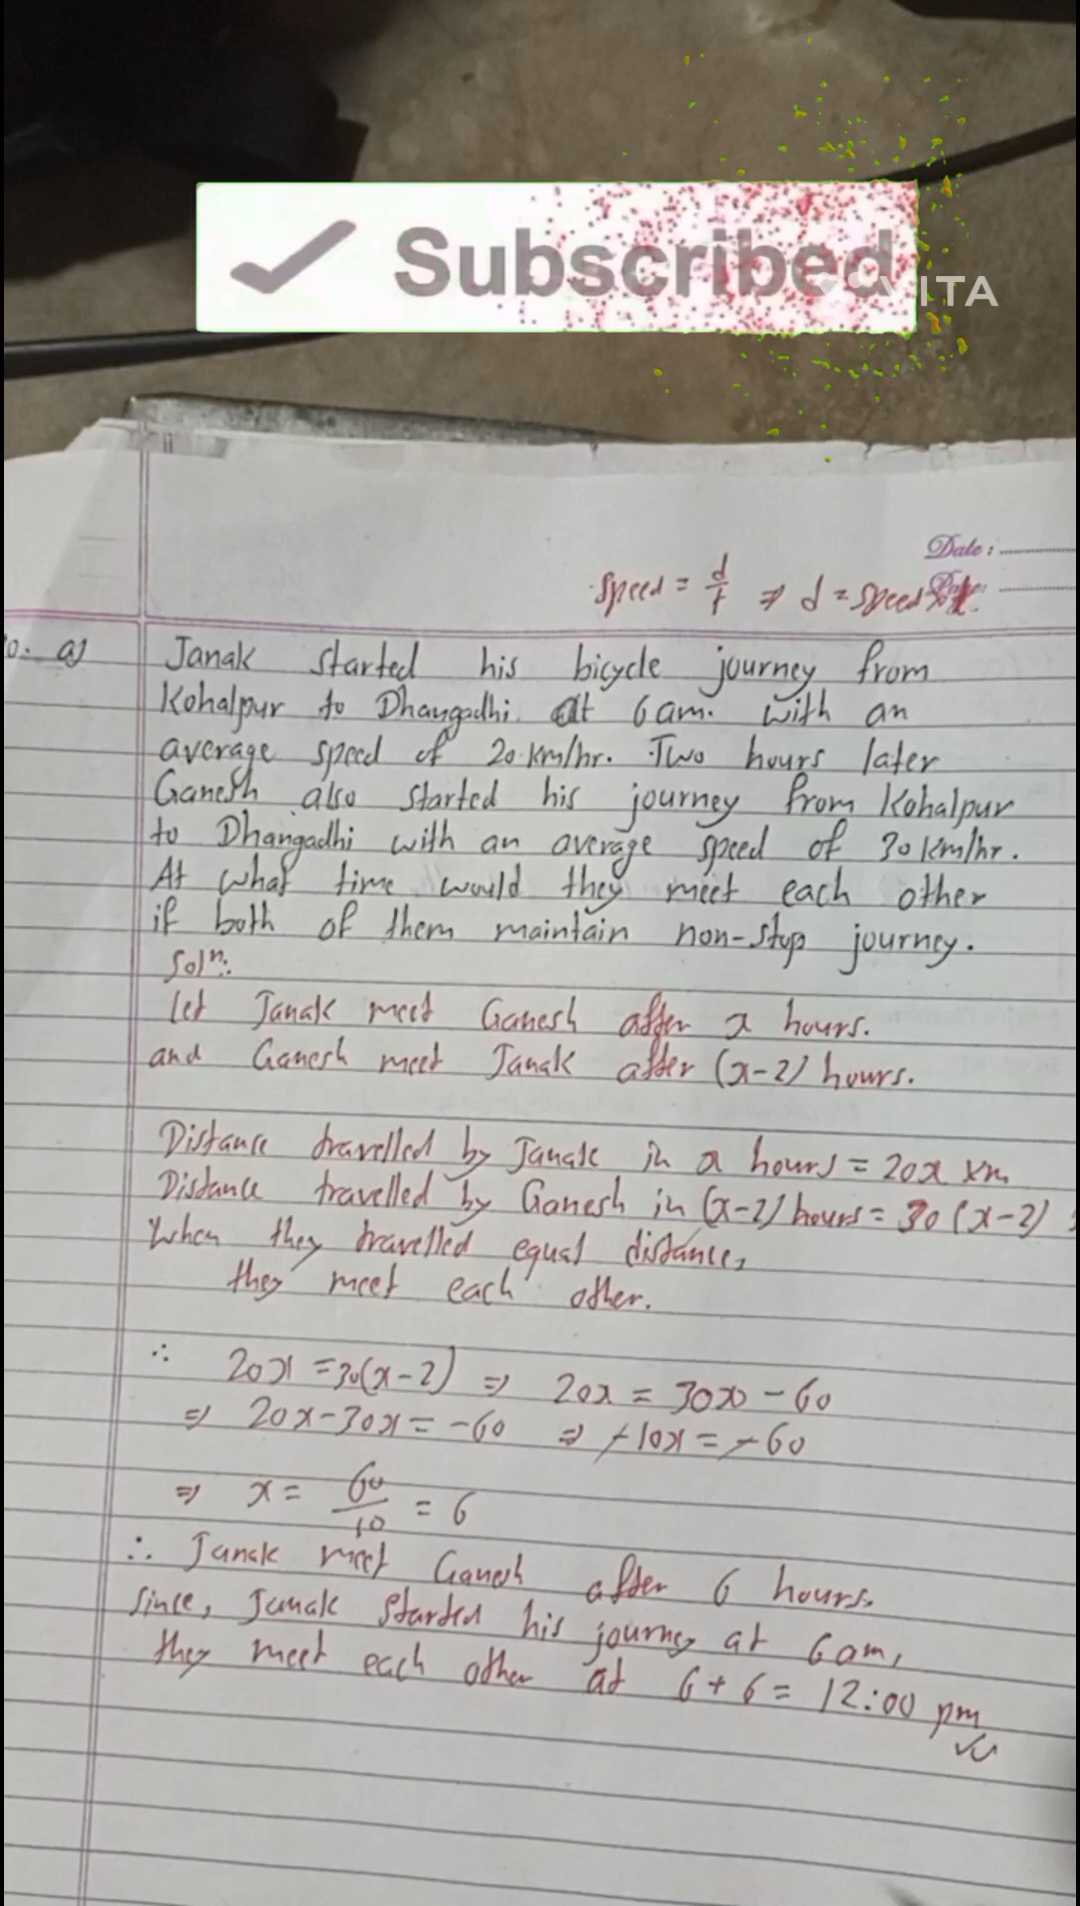 ✓ Subscribed
VITA
Date:
Speed = d/t ⇒ d = speed × t.
0. a) Janak started his bicycle journey from
Kohalpur to Dhangadhi. At 6 am. with an
average speed of 20 km/hr. Two hours later
Ganesh also started his journey from Kohalpur
to Dhangadhi with an average speed of 30 km/hr.
At what time would they meet each other
if both of them maintain non-stop journey.
Solⁿ:
Let Janak meet Ganesh after x hours.
and Ganesh meet Janak after (x-2) hours.
Distance travelled by Janak in x hours = 20x km
Distance travelled by Ganesh in (x-2) hours = 30(x-2)
When they travelled equal distance,
they meet each other.
∴ 20x = 30(x-2) ⇒ 20x = 30x - 60
⇒ 20x - 30x = -60 ⇒ -10x = -60
⇒ x = 60/10 = 6
∴ Janak meet Ganesh after 6 hours.
Since, Janak started his journey at 6 am,
they meet each other at 6 + 6 = 12:00 pm